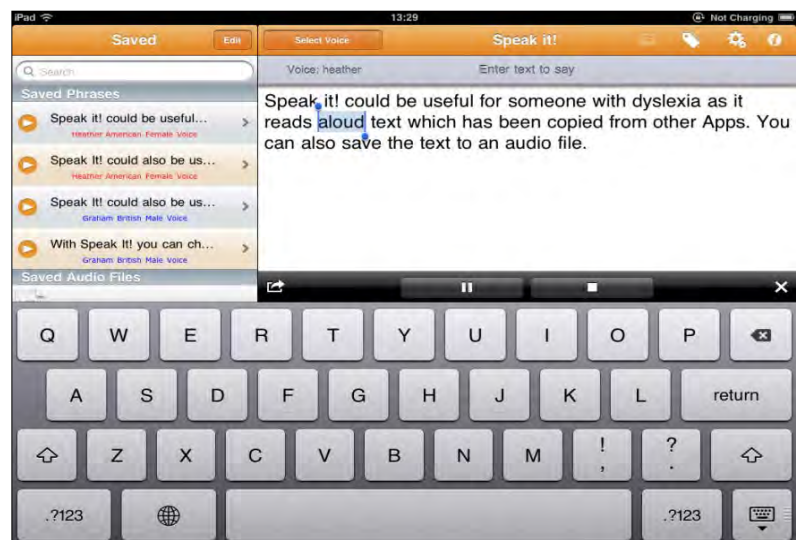 iPad 13:29 Not Charging
Saved Edit Select Voice Speak it!
Search Voice: heather Enter text to say
Saved Phrases
Speak it! could be useful...
Heather American Female Voice
Speak It! could also be us...
Heather American Female Voice
Speak It! could also be us...
Graham British Male Voice
With Speak It! you can ch...
Graham British Male Voice
Saved Audio Files
Speak it! could be useful for someone with dyslexia as it
reads aloud text which has been copied from other Apps. You
can also save the text to an audio file.
Q W E R T Y U I O P
A S D F G H J K L return
Z X C V B N M ! , ? .
.?123 .?123